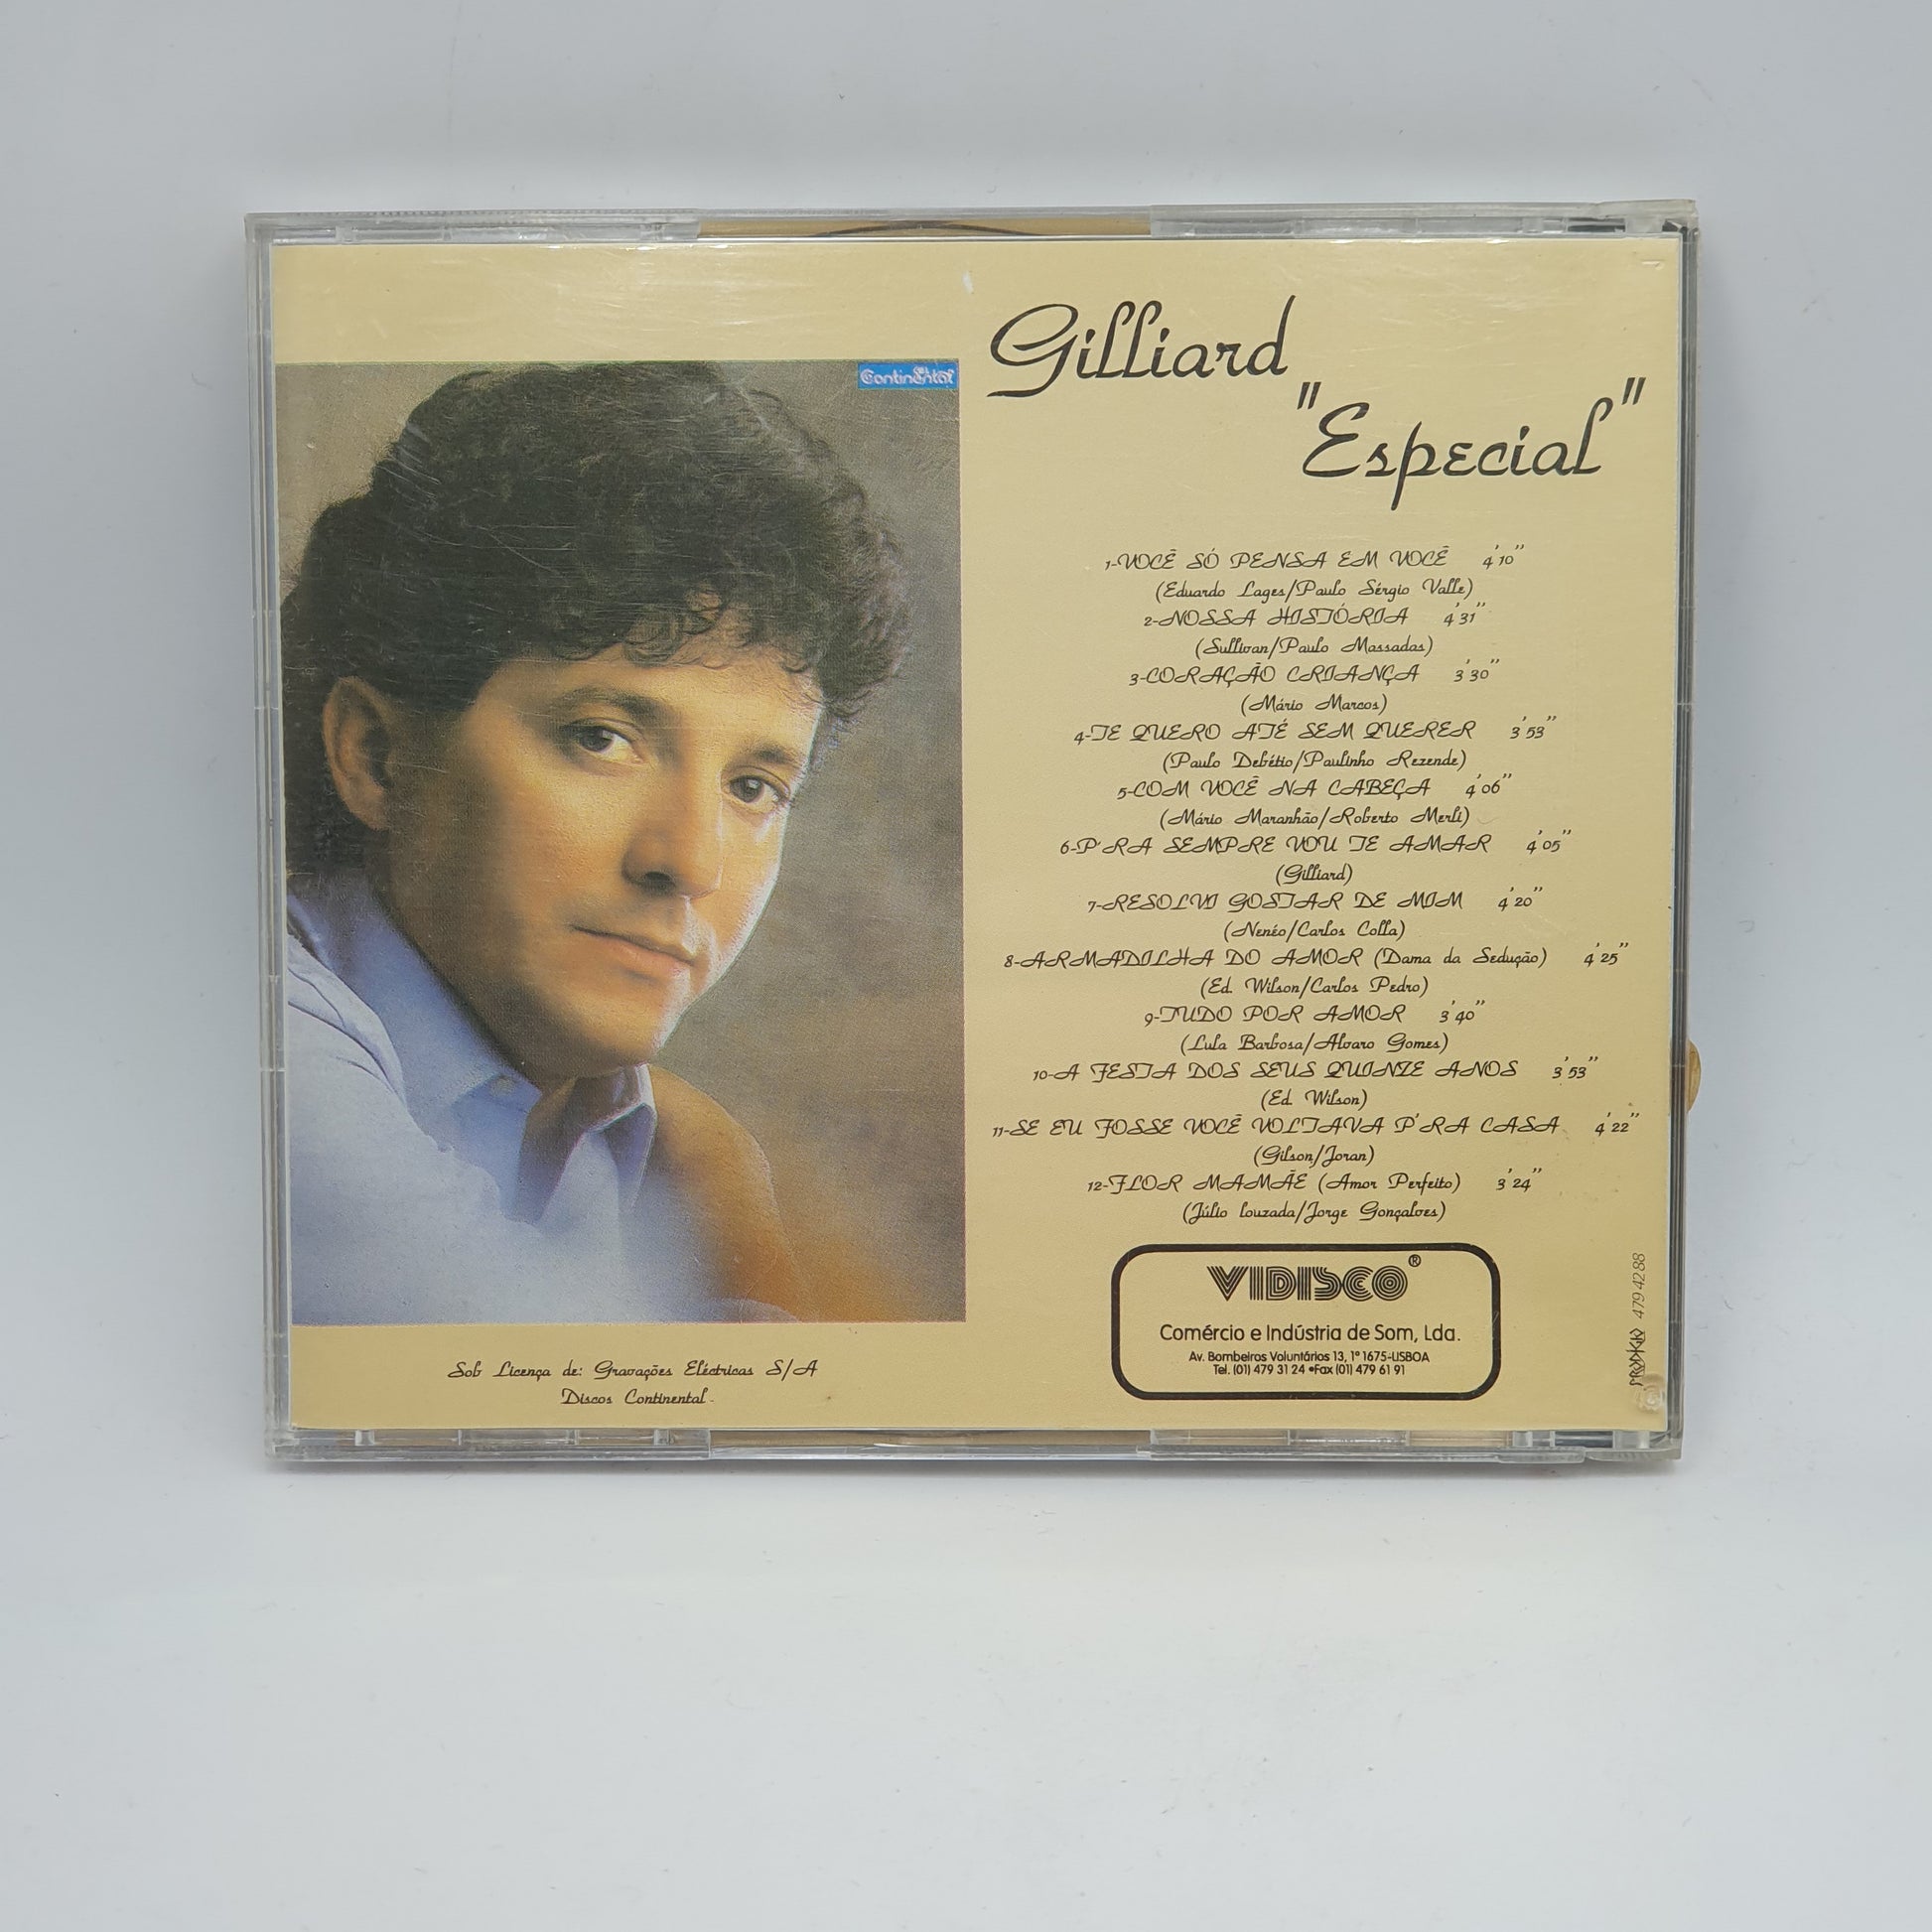 Continental
Gilliard
"Especial"
1-VOCÊ SÓ PENSA EM VOCÊ 4'10"
(Eduardo Lages/Paulo Sérgio Valle)
2-NOSSA HISTÓRIA 4'31"
(Sullivan/Paulo Massadas)
3-CORAÇÃO CRIANÇA 3'30"
(Mário Marcos)
4-TE QUERO ATÉ SEM QUERER 3'53"
(Paulo Debétio/Paulinho Rezende)
5-COM VOCÊ NA CABEÇA 4'06"
(Mário Maranhão/Roberto Merli)
6-P'RA SEMPRE VOU TE AMAR 4'05"
(Gilliard)
7-RESOLVI GOSTAR DE MIM 4'20"
(Nenéo/Carlos Colla)
8-ARMADILHA DO AMOR (Dama da Sedução) 4'25"
(Ed. Wilson/Carlos Pedro)
9-TUDO POR AMOR 3'40"
(Lula Barbosa/Alvaro Gomes)
10-A FESTA DOS SEUS QUINZE ANOS 3'53"
(Ed. Wilson)
11-SE EU FOSSE VOCÊ VOLTAVA P'RA CASA 4'22"
(Gilson/Joran)
12-FLOR MAMÃE (Amor Perfeito) 3'24"
(Júlio louzada/Jorge Gonçalves)
VIDISCO®
Comércio e Indústria de Som, Lda.
Av. Bombeiros Voluntários 13, 1º 1675-LISBOA
Tel. (01) 479 31 24 •Fax (01) 479 61 91
479 42 88
Sob Licença de: Gravações Eléctricas S/A
Discos Continental.